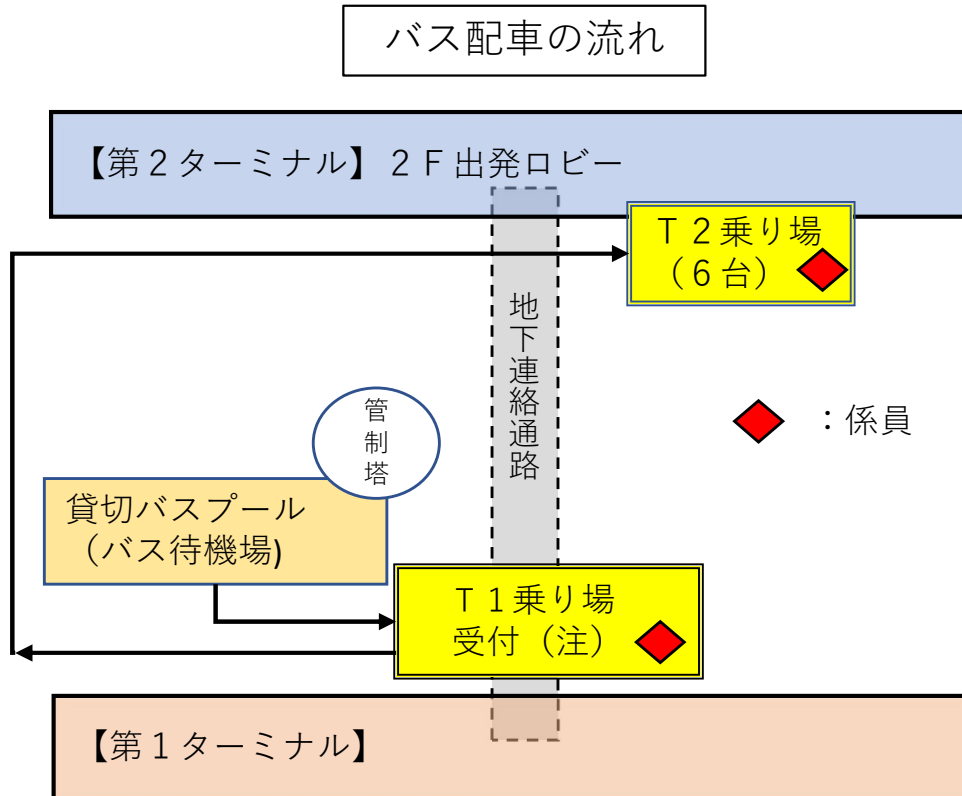 バス配車の流れ
【第２ターミナル】２Ｆ出発ロビー
Ｔ２乗り場
（６台）
地下連絡通路
管制塔
：係員
貸切バスプール
（バス待機場)
Ｔ１乗り場
受付（注）
【第１ターミナル】